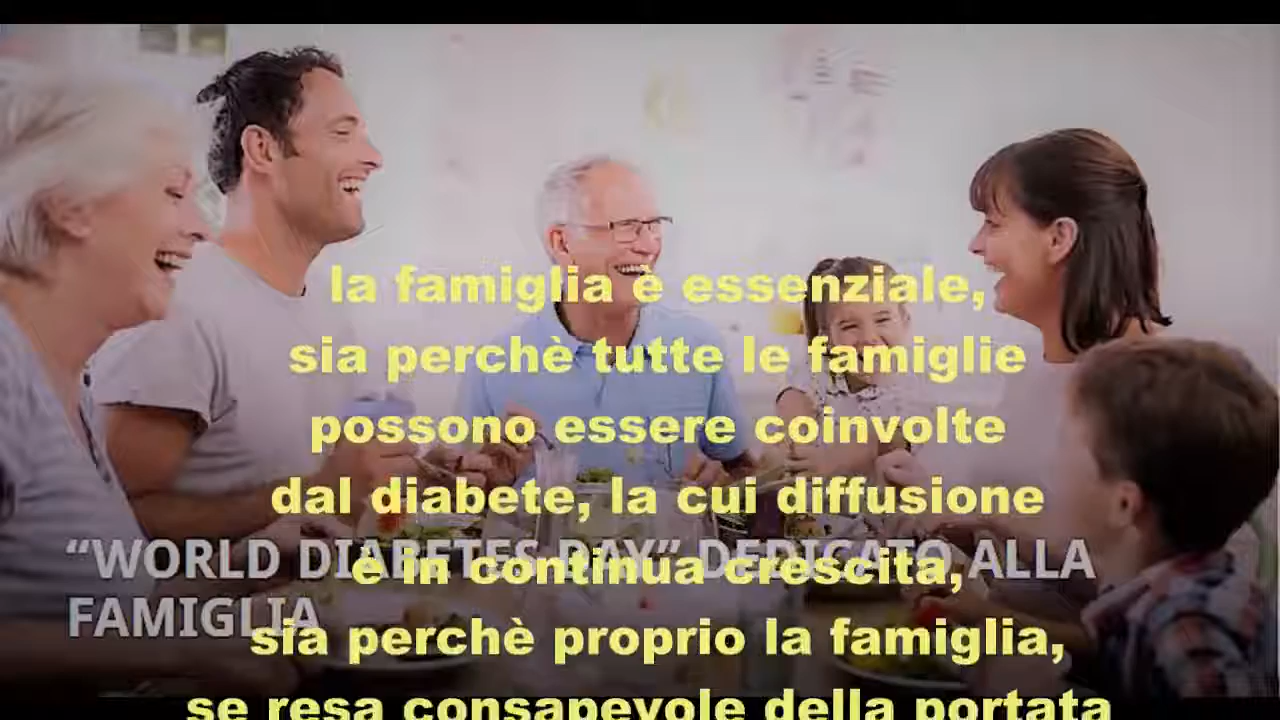 la famiglia è essenziale,
sia perchè tutte le famiglie
possono essere coinvolte
dal diabete, la cui diffusione
è in continua crescita,
sia perchè proprio la famiglia,
se resa consapevole della portata
“WORLD DIABETES DAY” DEDICATO ALLA
FAMIGLIA